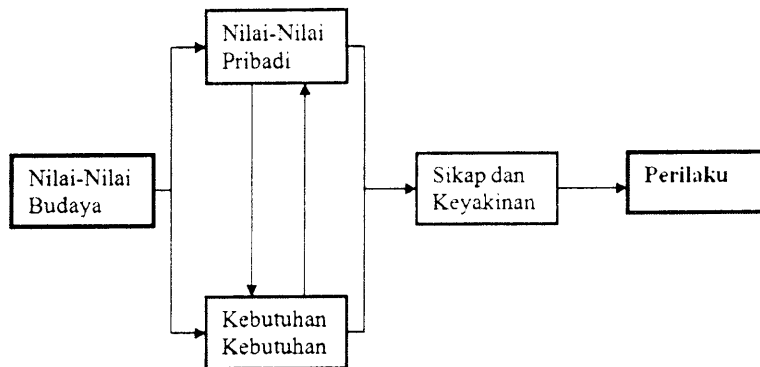 Nilai-Nilai
Pribadi
Nilai-Nilai
Budaya
Sikap dan
Keyakinan
Perilaku
Kebutuhan
Kebutuhan